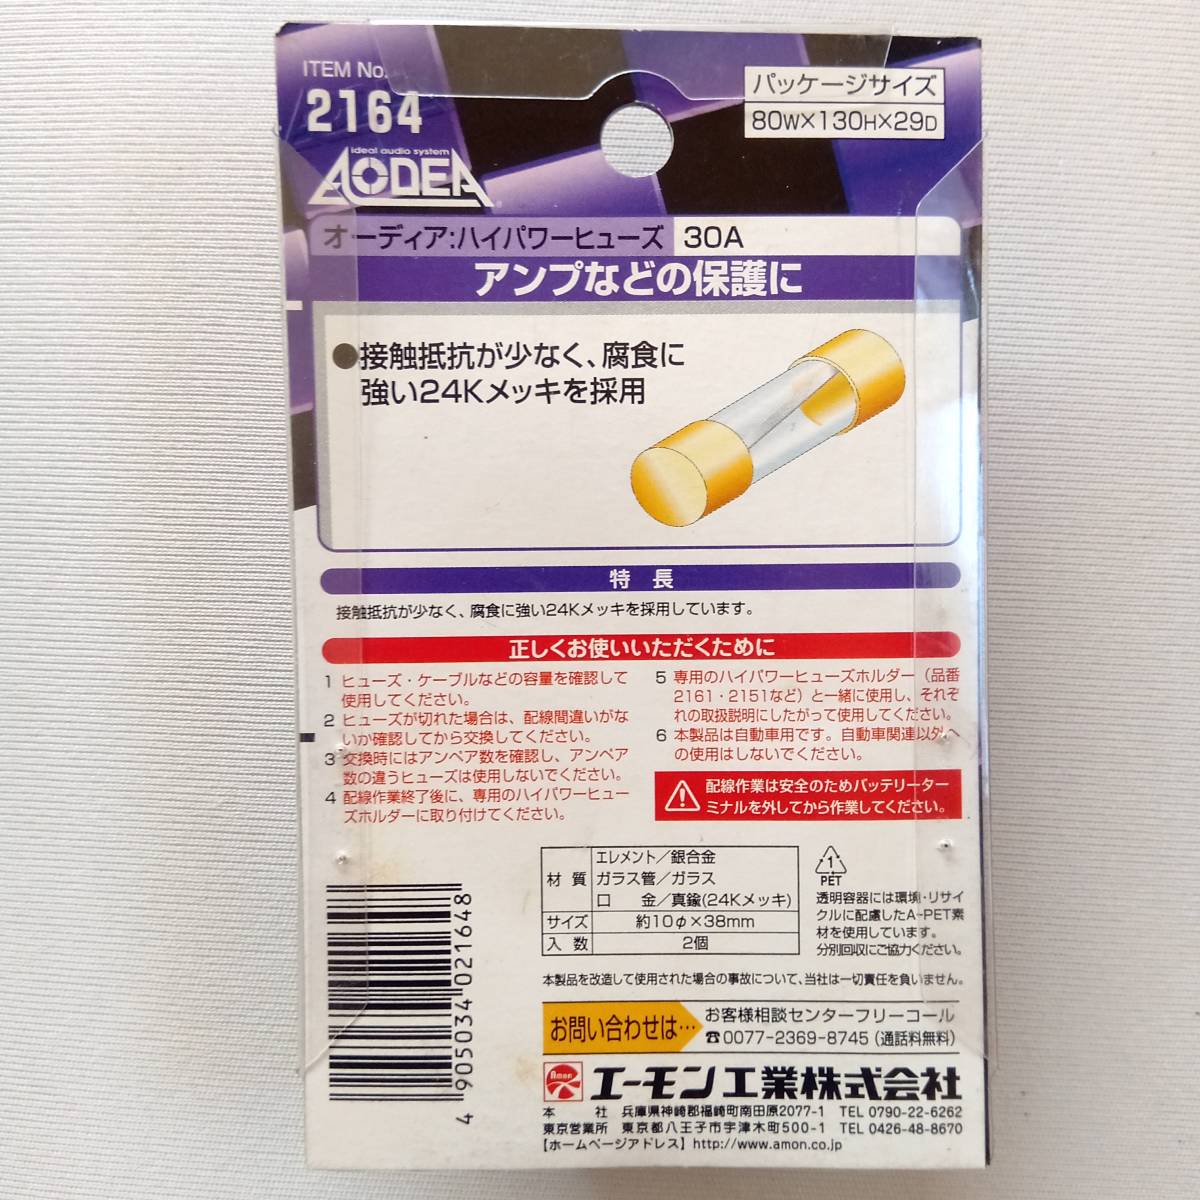 ITEM No.
2164
ideal audio system
AODEA
パッケージサイズ
80W×130H×29D
オーディア:ハイパワーヒューズ 30A
アンプなどの保護に
●接触抵抗が少なく、腐食に
強い24Kメッキを採用
特 長
接触抵抗が少なく、腐食に強い24Kメッキを採用しています。
正しくお使いいただくために
1 ヒューズ・ケーブルなどの容量を確認して
使用してください。
2 ヒューズが切れた場合は、配線間違いがな
いか確認してから交換してください。
3 交換時にはアンペア数を確認し、アンペア
数の違うヒューズは使用しないでください。
4 配線作業終了後に、専用のハイパワーヒュー
ズホルダーに取り付けてください。
5 専用のハイパワーヒューズホルダー（品番
2161・2151など）と一緒に使用し、それぞ
れの取扱説明にしたがって使用してください。
6 本製品は自動車用です。自動車関連以外へ
の使用はしないでください。
配線作業は安全のためバッテリーター
ミナルを外してから作業してください。
材 質 エレメント／銀合金
ガラス管／ガラス
口 金／真鍮(24Kメッキ)
サイズ 約10φ×38mm
入 数 2個
1
PET
透明容器には環境・リサイ
クルに配慮したA-PET素
材を使用しています。
分別回収にご協力ください。
本製品を改造して使用された場合の事故について、当社は一切責任を負いません。
お問い合わせは…
お客様相談センターフリーコール
☎0077-2369-8745（通話料無料）
Amon
エーモン工業株式会社
本 社 兵庫県神崎郡福崎町南田原2077-1 TEL 0790-22-6262
東京営業所 東京都八王子市宇津木町500-1 TEL 0426-48-8670
【ホームページアドレス】http://www.amon.co.jp
4 905034 021648